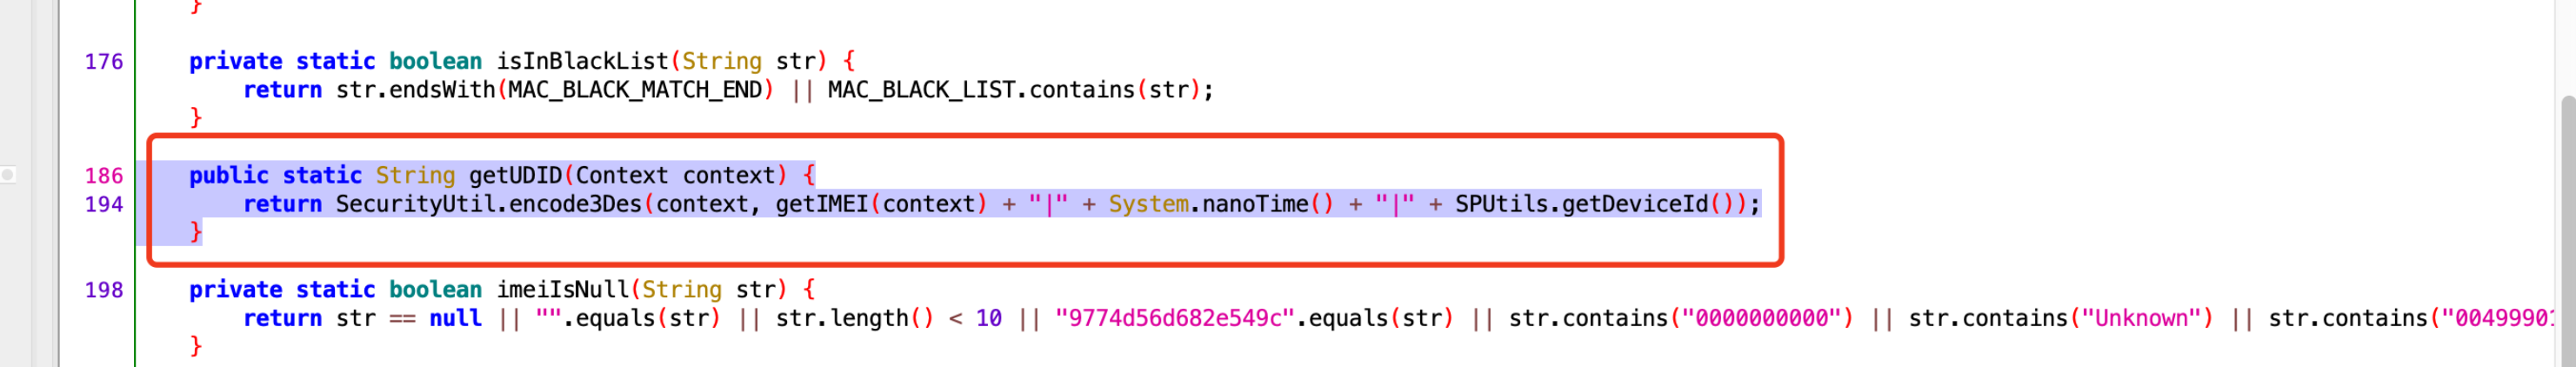 }
176 private static boolean isInBlackList(String str) {
return str.endsWith(MAC_BLACK_MATCH_END) || MAC_BLACK_LIST.contains(str);
}
186 public static String getUDID(Context context) {
194 return SecurityUtil.encode3Des(context, getIMEI(context) + "|" + System.nanoTime() + "|" + SPUtils.getDeviceId());
}
198 private static boolean imeiIsNull(String str) {
return str == null || "".equals(str) || str.length() < 10 || "9774d56d682e549c".equals(str) || str.contains("0000000000") || str.contains("Unknown") || str.contains("00499901
}